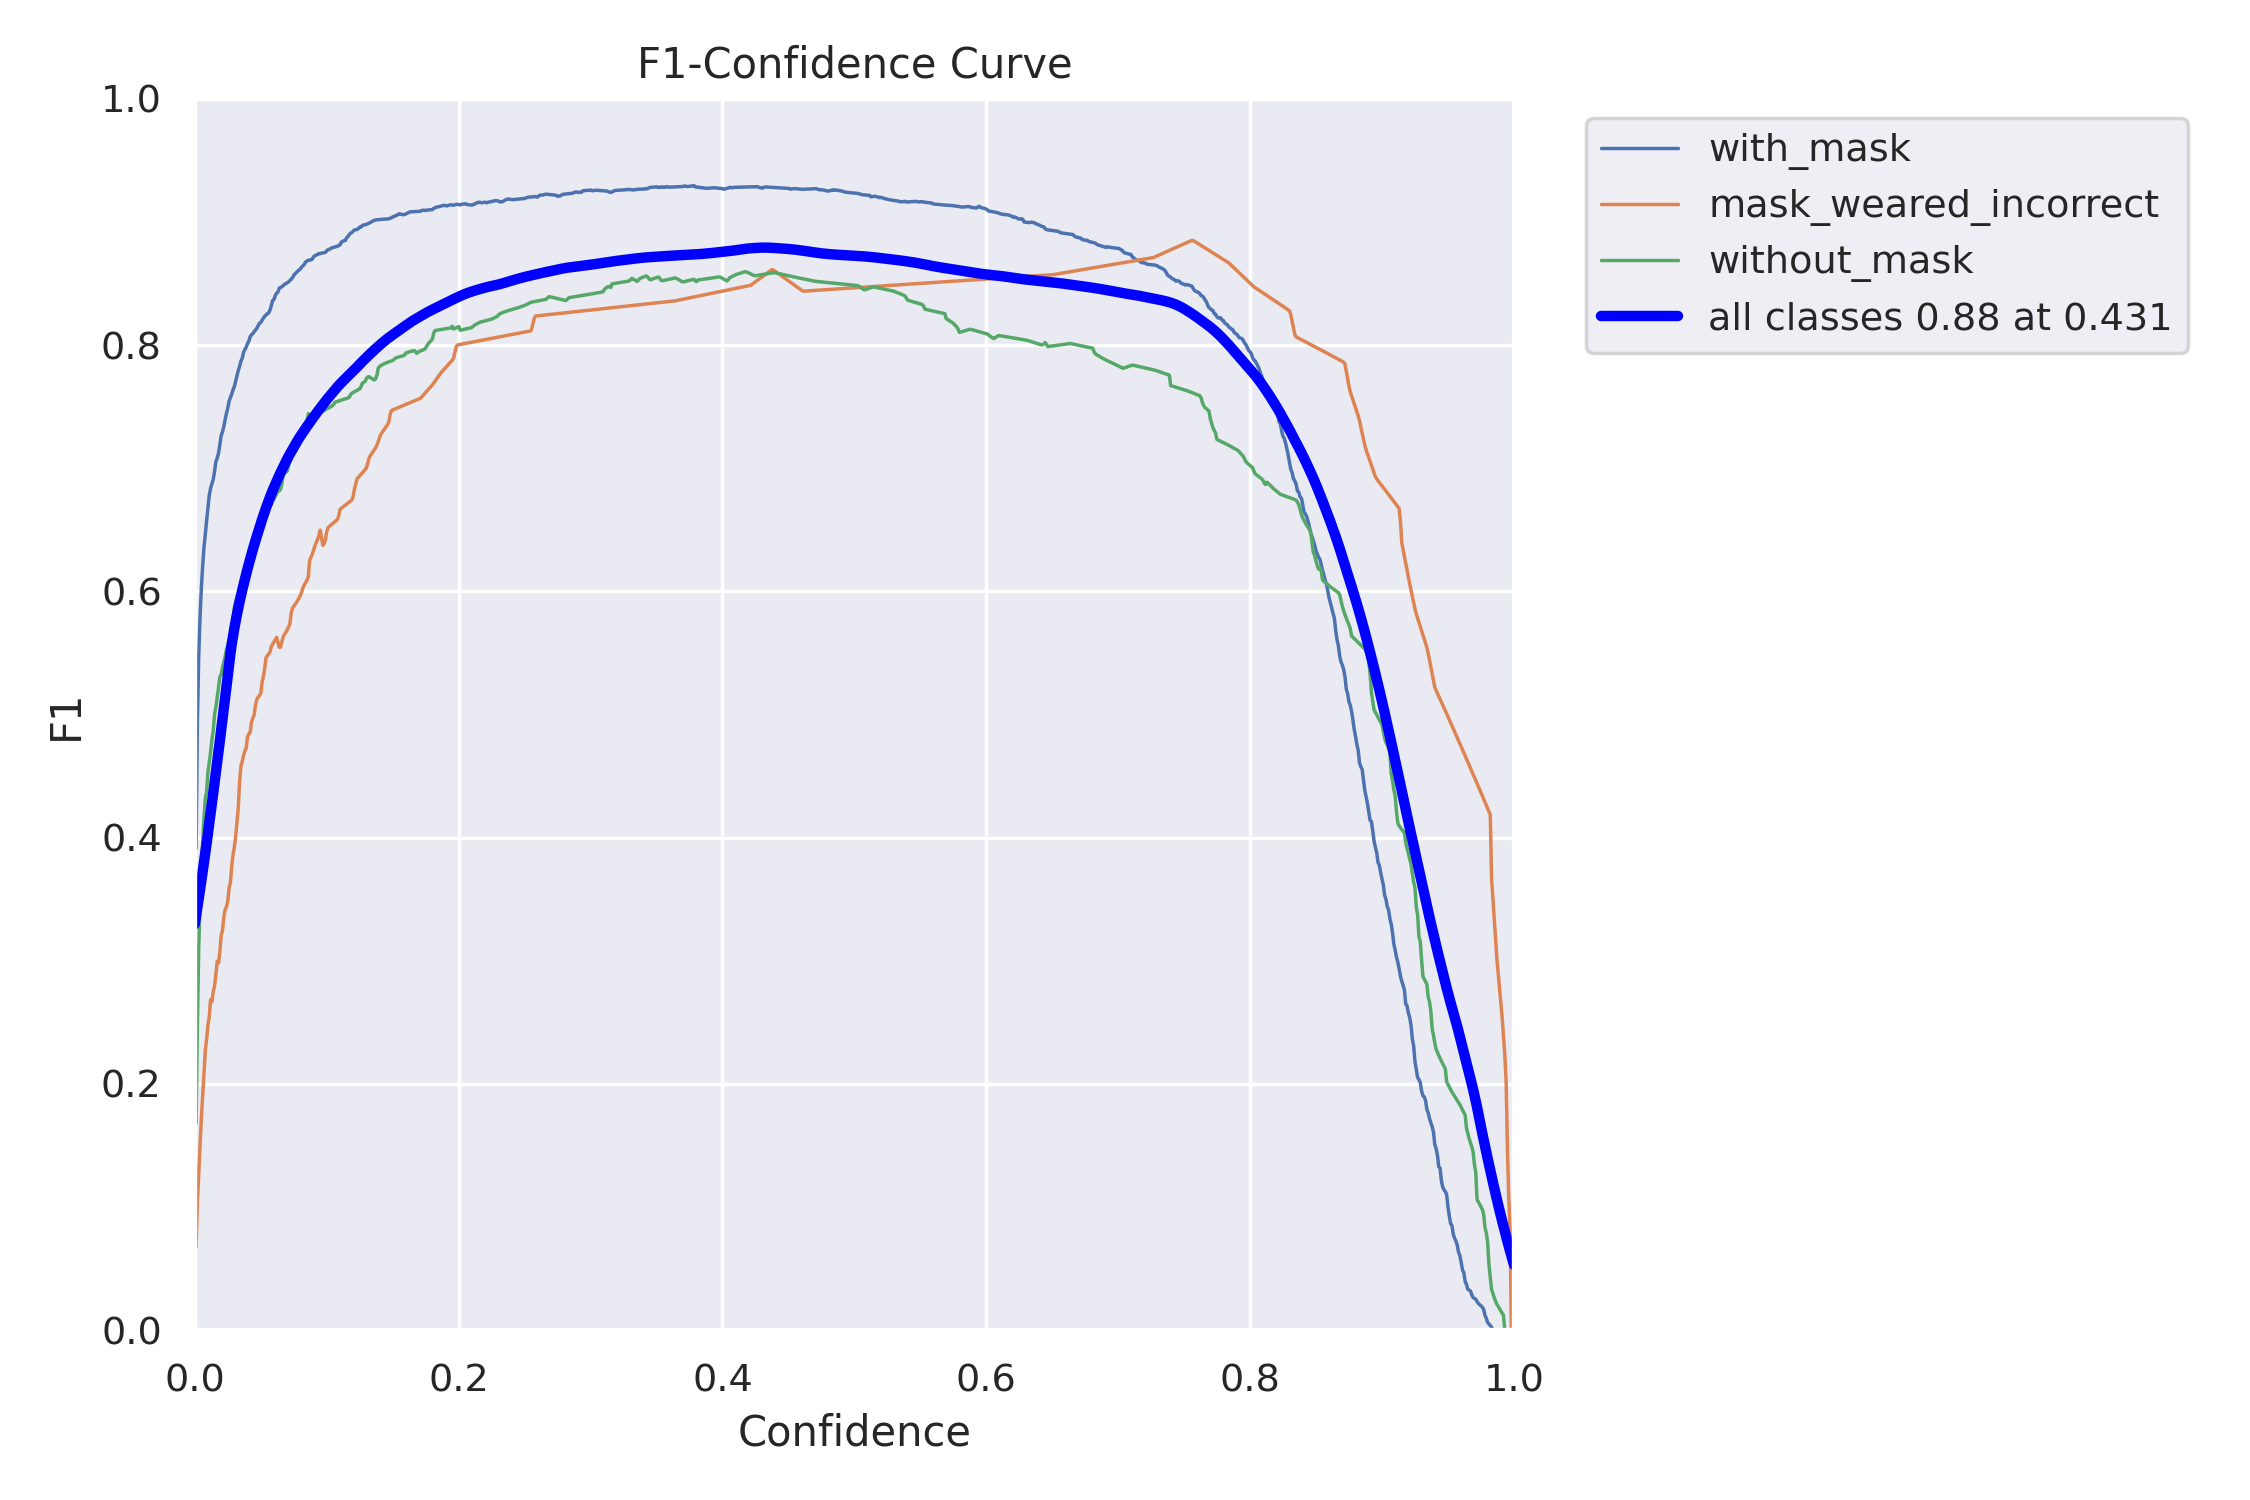 F1-Confidence Curve
1.0
0.8
0.6
0.4
0.2
0.0
F1
0.0 0.2 0.4 0.6 0.8 1.0
Confidence
with_mask
mask_weared_incorrect
without_mask
all classes 0.88 at 0.431